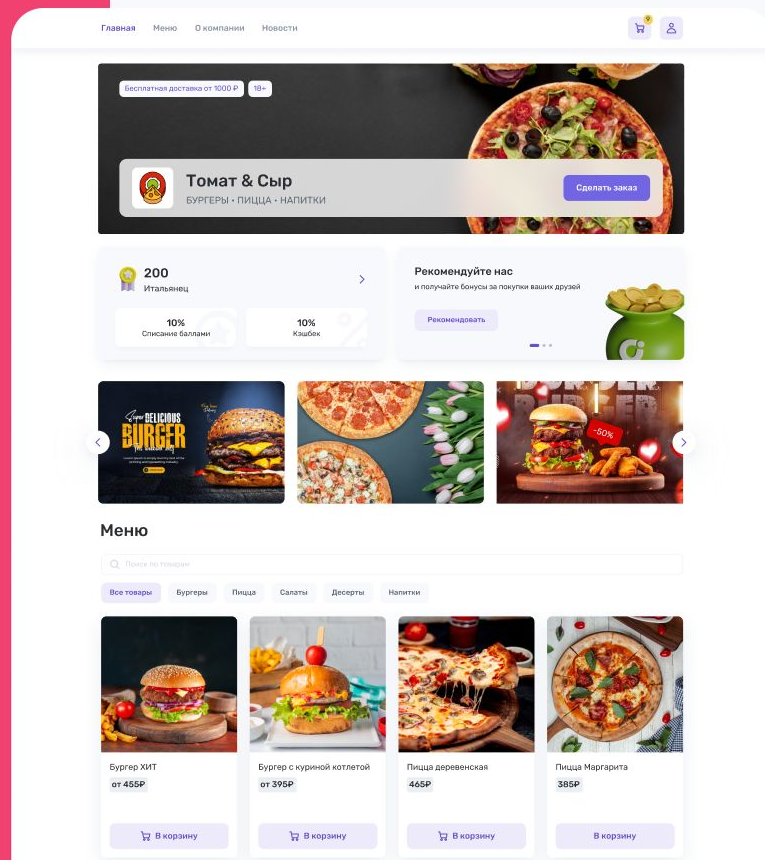 Главная Меню О компании Новости
9
Бесплатная доставка от 1000 ₽ 18+
Томат & Сыр
БУРГЕРЫ • ПИЦЦА • НАПИТКИ
Сделать заказ
200
Итальянец
10%
Списание баллами
10%
Кэшбек
Рекомендуйте нас
и получайте бонусы за покупки ваших друзей
Рекомендовать
Super DELICIOUS
BURGER
BURGER
-50%
Меню
Поиск по товарам
Все товары Бургеры Пицца Салаты Десерты Напитки
Бургер ХИТ
от 455₽
В корзину
Бургер с куриной котлетой
от 395₽
В корзину
Пицца деревенская
465₽
В корзину
Пицца Маргарита
385₽
В корзину